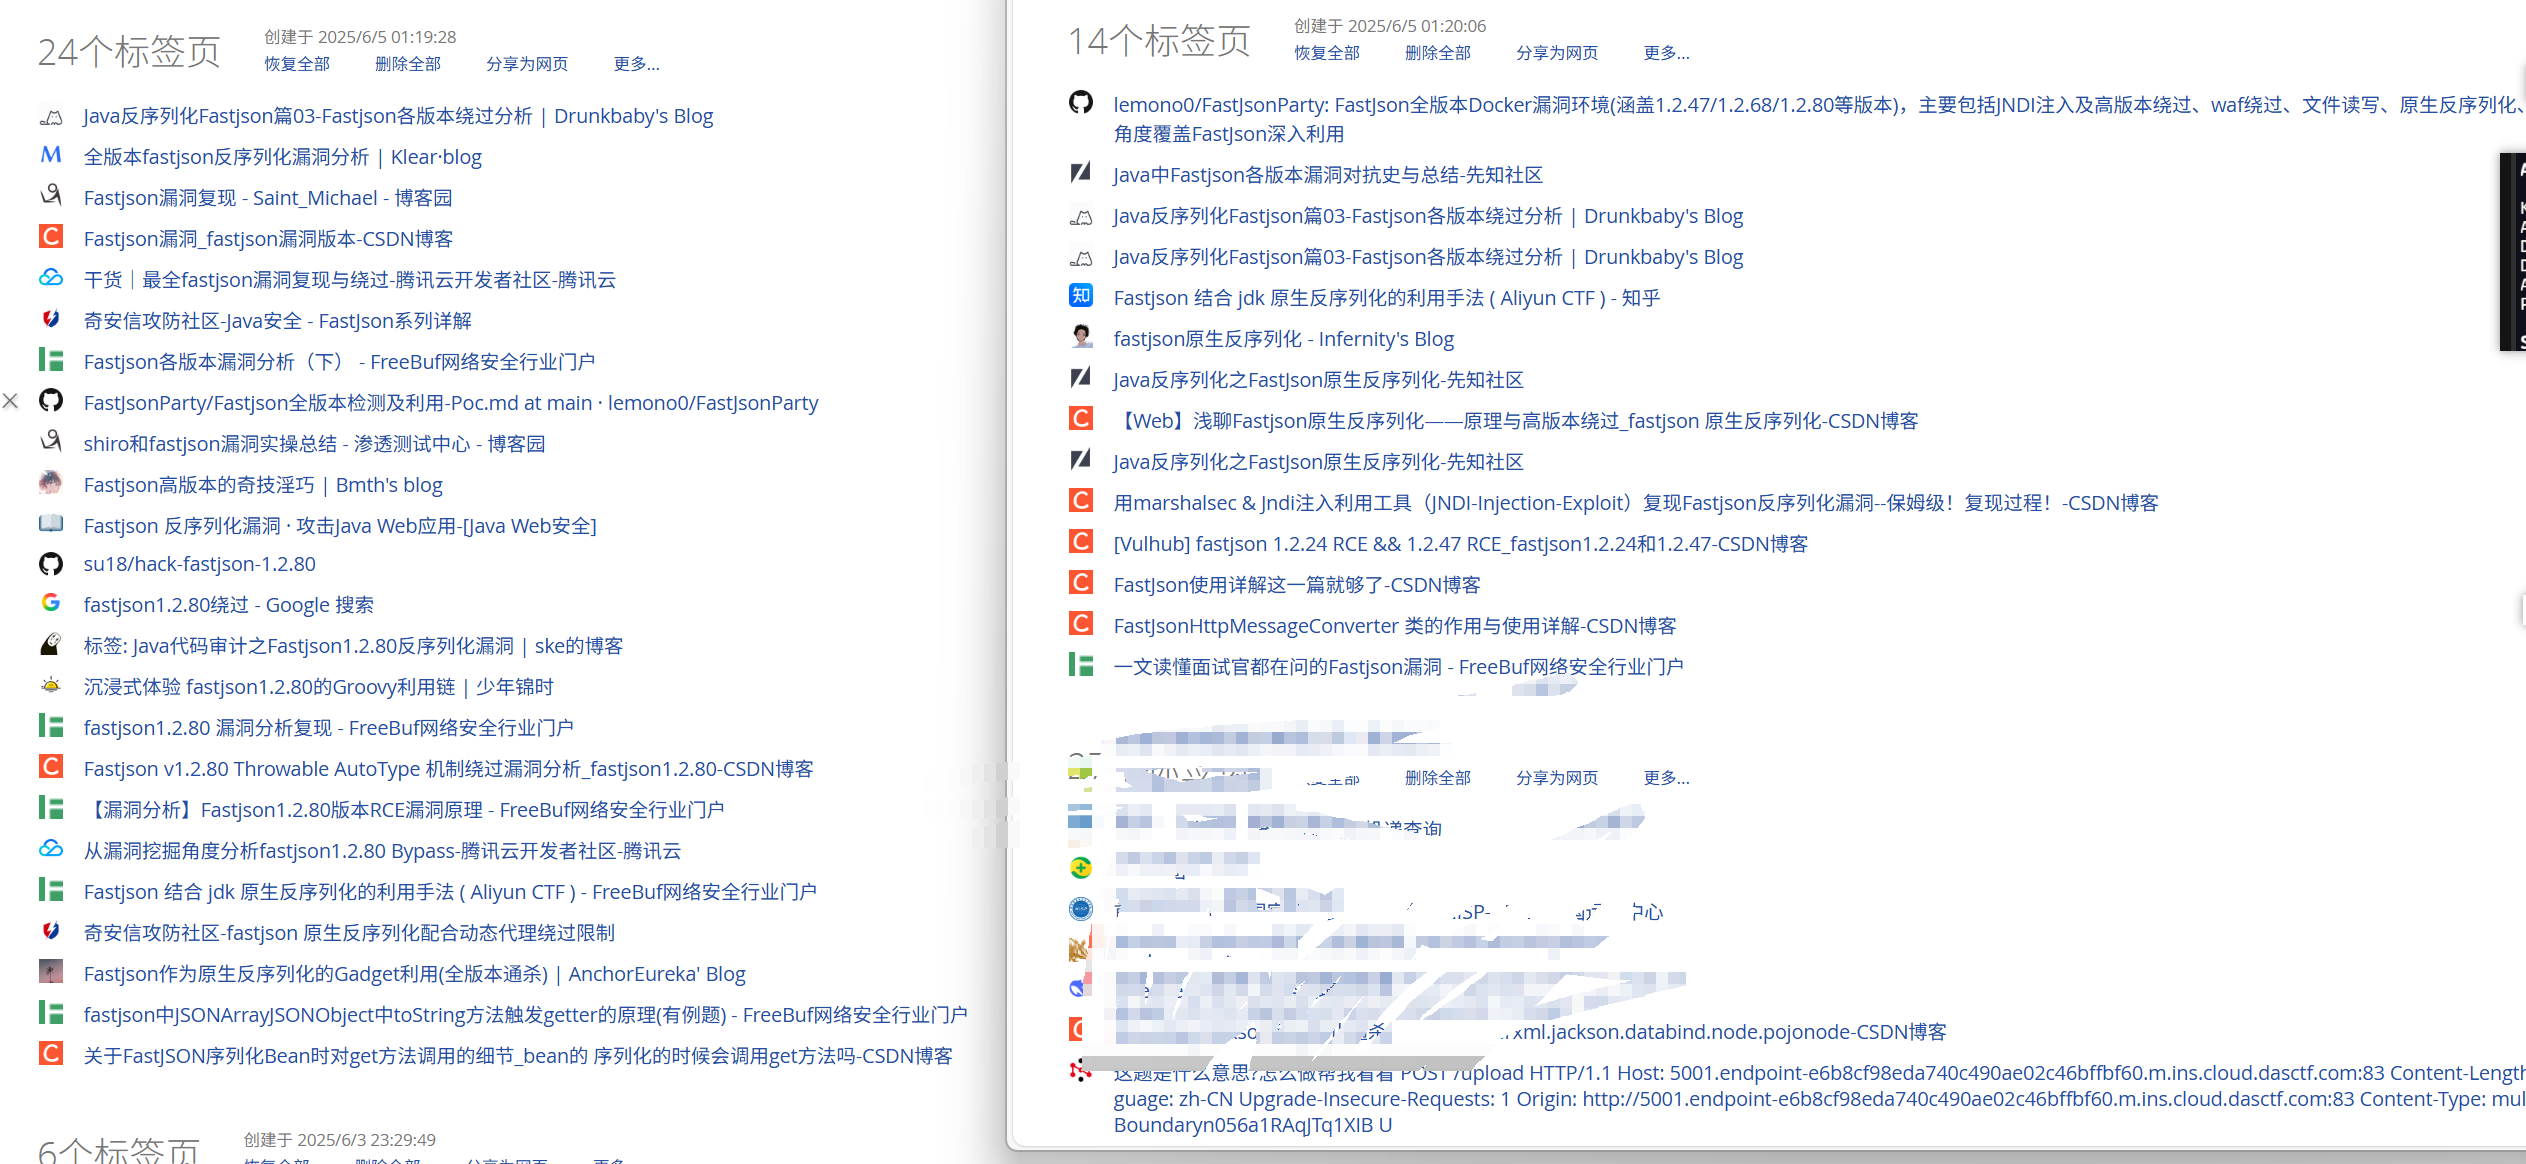 24个标签页
创建于 2025/6/5 01:19:28
恢复全部 删除全部 分享为网页 更多...
Java反序列化Fastjson篇03-Fastjson各版本绕过分析 | Drunkbaby's Blog
全版本fastjson反序列化漏洞分析 | Klear·blog
Fastjson漏洞复现 - Saint_Michael - 博客园
Fastjson漏洞_fastjson漏洞版本-CSDN博客
干货｜最全fastjson漏洞复现与绕过-腾讯云开发者社区-腾讯云
奇安信攻防社区-Java安全 - FastJson系列详解
Fastjson各版本漏洞分析（下） - FreeBuf网络安全行业门户
FastJsonParty/Fastjson全版本检测及利用-Poc.md at main · lemono0/FastJsonParty
shiro和fastjson漏洞实操总结 - 渗透测试中心 - 博客园
Fastjson高版本的奇技淫巧 | Bmth's blog
Fastjson 反序列化漏洞 · 攻击Java Web应用-[Java Web安全]
su18/hack-fastjson-1.2.80
fastjson1.2.80绕过 - Google 搜索
标签: Java代码审计之Fastjson1.2.80反序列化漏洞 | ske的博客
沉浸式体验 fastjson1.2.80的Groovy利用链 | 少年锦时
fastjson1.2.80 漏洞分析复现 - FreeBuf网络安全行业门户
Fastjson v1.2.80 Throwable AutoType 机制绕过漏洞分析_fastjson1.2.80-CSDN博客
【漏洞分析】Fastjson1.2.80版本RCE漏洞原理 - FreeBuf网络安全行业门户
从漏洞挖掘角度分析fastjson1.2.80 Bypass-腾讯云开发者社区-腾讯云
Fastjson 结合 jdk 原生反序列化的利用手法 ( Aliyun CTF ) - FreeBuf网络安全行业门户
奇安信攻防社区-fastjson 原生反序列化配合动态代理绕过限制
Fastjson作为原生反序列化的Gadget利用(全版本通杀) | AnchorEureka' Blog
fastjson中JSONArrayJSONObject中toString方法触发getter的原理(有例题) - FreeBuf网络安全行业门户
关于FastJSON序列化Bean时对get方法调用的细节_bean的 序列化的时候会调用get方法吗-CSDN博客
6个标签页
创建于 2025/6/3 23:29:49
恢复全部 删除全部 分享为网页 更多
14个标签页
创建于 2025/6/5 01:20:06
恢复全部 删除全部 分享为网页 更多...
lemono0/FastJsonParty: FastJson全版本Docker漏洞环境(涵盖1.2.47/1.2.68/1.2.80等版本)，主要包括JNDI注入及高版本绕过、waf绕过、文件读写、原生反序列化、
角度覆盖FastJson深入利用
Java中Fastjson各版本漏洞对抗史与总结-先知社区
Java反序列化Fastjson篇03-Fastjson各版本绕过分析 | Drunkbaby's Blog
Java反序列化Fastjson篇03-Fastjson各版本绕过分析 | Drunkbaby's Blog
知
Fastjson 结合 jdk 原生反序列化的利用手法 ( Aliyun CTF ) - 知乎
fastjson原生反序列化 - Infernity's Blog
Java反序列化之FastJson原生反序列化-先知社区
【Web】浅聊Fastjson原生反序列化——原理与高版本绕过_fastjson 原生反序列化-CSDN博客
Java反序列化之FastJson原生反序列化-先知社区
用marshalsec & Jndi注入利用工具（JNDI-Injection-Exploit）复现Fastjson反序列化漏洞--保姆级！复现过程！-CSDN博客
[Vulhub] fastjson 1.2.24 RCE && 1.2.47 RCE_fastjson1.2.24和1.2.47-CSDN博客
FastJson使用详解这一篇就够了-CSDN博客
FastJsonHttpMessageConverter 类的作用与使用详解-CSDN博客
一文读懂面试官都在问的Fastjson漏洞 - FreeBuf网络安全行业门户
全部 删除全部 分享为网页 更多...
查询
中心
xml.jackson.databind.node.pojonode-CSDN博客
这题是什么意思?怎么做帮我看看 POST /upload HTTP/1.1 Host: 5001.endpoint-e6b8cf98eda740c490ae02c46bffbf60.m.ins.cloud.dasctf.com:83 Content-Length
guage: zh-CN Upgrade-Insecure-Requests: 1 Origin: http://5001.endpoint-e6b8cf98eda740c490ae02c46bffbf60.m.ins.cloud.dasctf.com:83 Content-Type: mul
Boundaryn056a1RAqJTq1XIB U